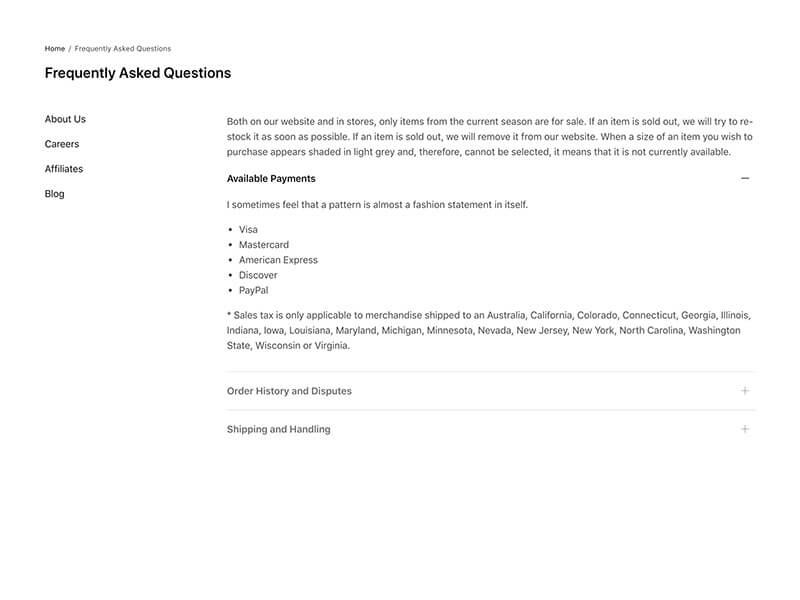 Home / Frequently Asked Questions
Frequently Asked Questions
About Us
Careers
Affiliates
Blog
Both on our website and in stores, only items from the current season are for sale. If an item is sold out, we will try to re-
stock it as soon as possible. If an item is sold out, we will remove it from our website. When a size of an item you wish to
purchase appears shaded in light grey and, therefore, cannot be selected, it means that it is not currently available.
Available Payments
I sometimes feel that a pattern is almost a fashion statement in itself.
• Visa
• Mastercard
• American Express
• Discover
• PayPal
* Sales tax is only applicable to merchandise shipped to an Australia, California, Colorado, Connecticut, Georgia, Illinois,
Indiana, Iowa, Louisiana, Maryland, Michigan, Minnesota, Nevada, New Jersey, New York, North Carolina, Washington
State, Wisconsin or Virginia.
Order History and Disputes
Shipping and Handling